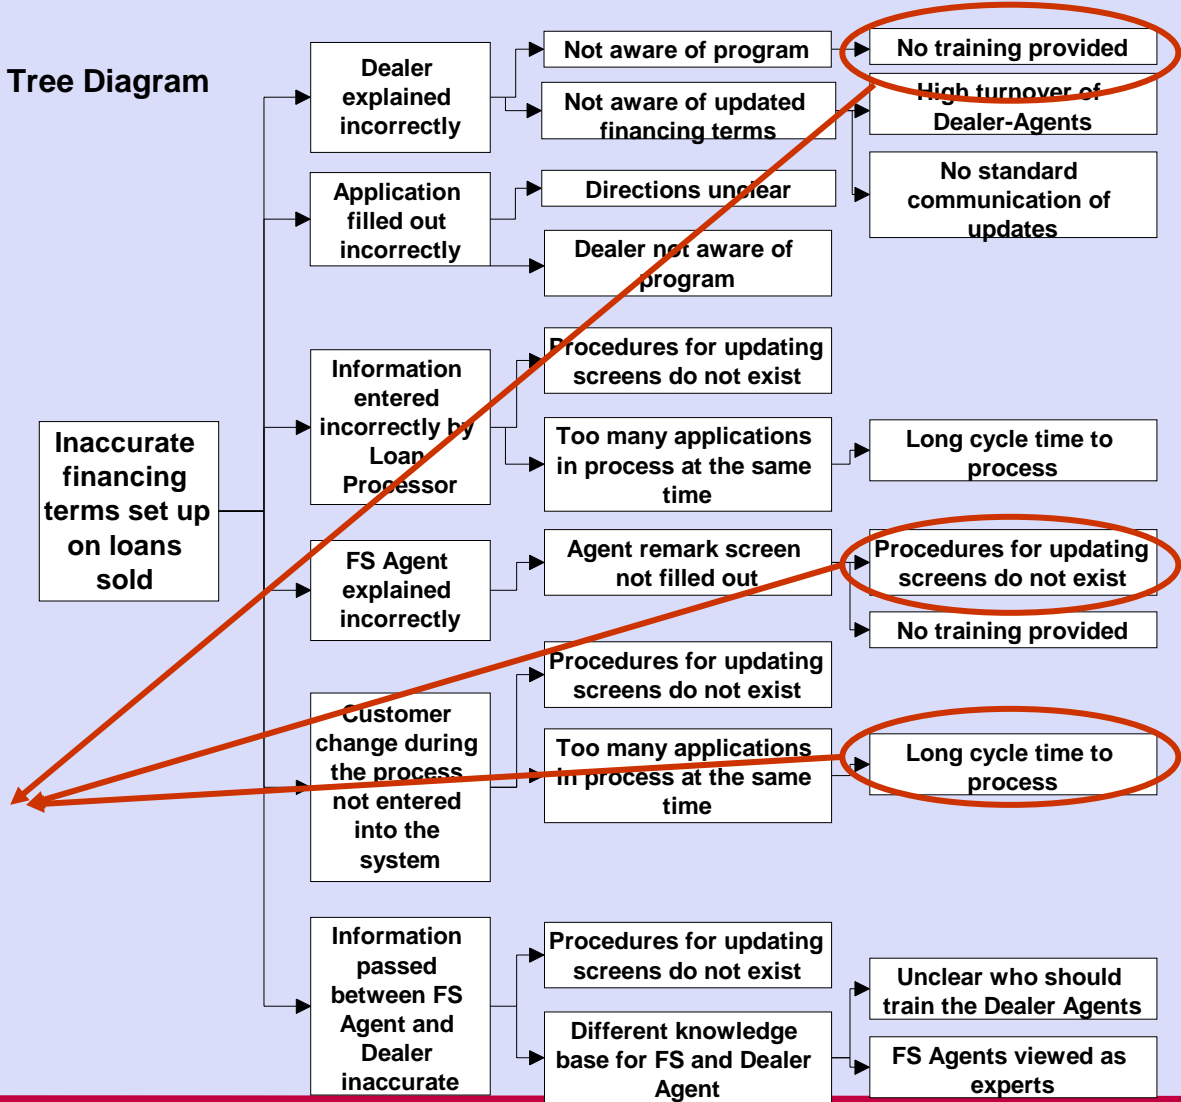 Tree Diagram
Inaccurate
financing
terms set up
on loans
sold
Dealer
explained
incorrectly
Not aware of program
No training provided
Not aware of updated
financing terms
High turnover of
Dealer-Agents
No standard
communication of
updates
Application
filled out
incorrectly
Directions unclear
Dealer not aware of
program
Information
entered
incorrectly by
Loan
Processor
Procedures for updating
screens do not exist
Too many applications
in process at the same
time
Long cycle time to
process
FS Agent
explained
incorrectly
Agent remark screen
not filled out
Procedures for updating
screens do not exist
No training provided
Customer
change during
the process
not entered
into the
system
Procedures for updating
screens do not exist
Too many applications
in process at the same
time
Long cycle time to
process
Information
passed
between FS
Agent and
Dealer
inaccurate
Procedures for updating
screens do not exist
Different knowledge
base for FS and Dealer
Agent
Unclear who should
train the Dealer Agents
FS Agents viewed as
experts